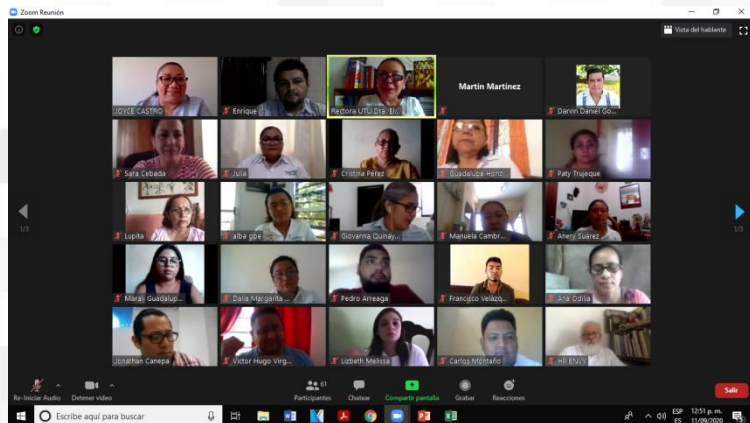 Zoom Reunión
Vista del hablante
JOYCE CASTRO
Enrique
Rectora UTU Dra. Ev...
Martin Martinez
Darvin Daniel Gó...
Sara Cebada
Julia
Cristina Pérez
Guadalupe Hono...
Paty Trujeque
Lupita
alba gpe
Giovanna Quinay...
Manuela Cambr...
Anery Suárez
1/3
1/3
Marali Guadalup...
Dalia Margarita ...
Pedro Arreaga
Francisco Velázq...
Ana Odilia
Jonathan Canepa
Victor Hugo Virg...
Lizbeth Melissa
Carlos Montaño
Re-Iniciar Audio
Detener video
61
Participantes
Chatear
Compartir pantalla
Grabar
Reacciones
Salir
Escribe aquí para buscar
ESP
ES
12:51 p. m.
11/09/2020